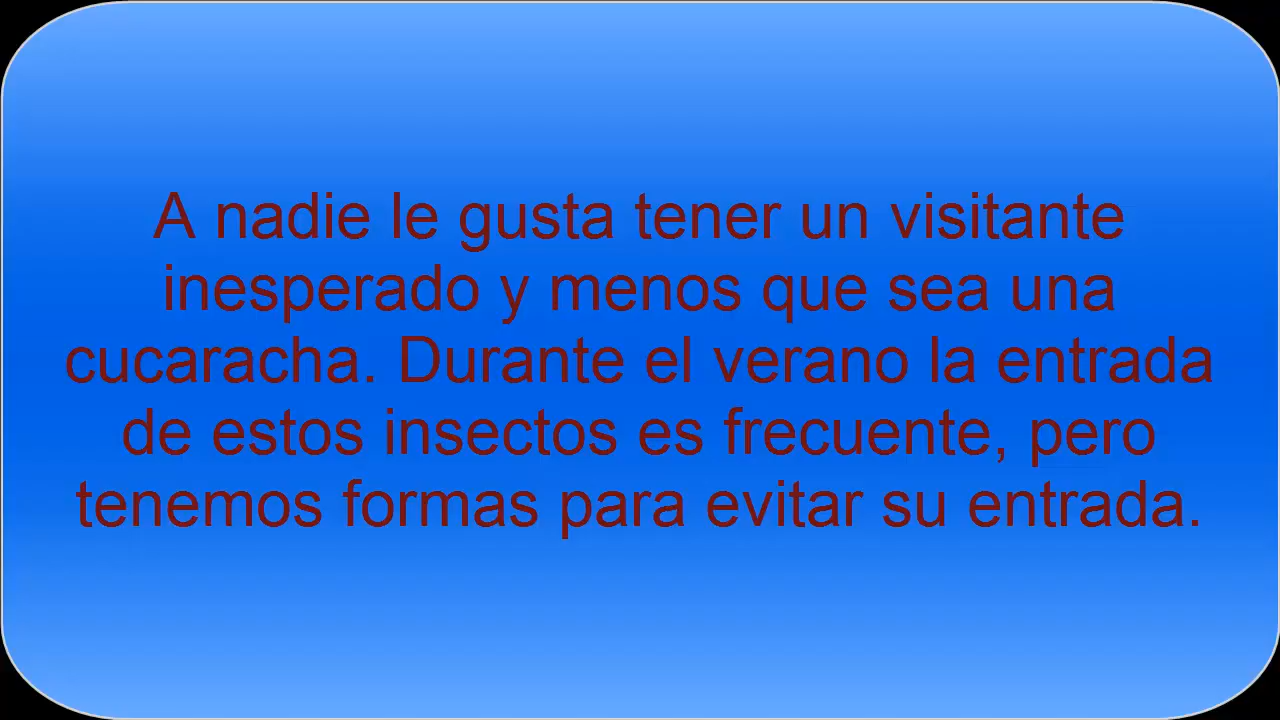 A nadie le gusta tener un visitante
inesperado y menos que sea una
cucaracha. Durante el verano la entrada
de estos insectos es frecuente, pero
tenemos formas para evitar su entrada.